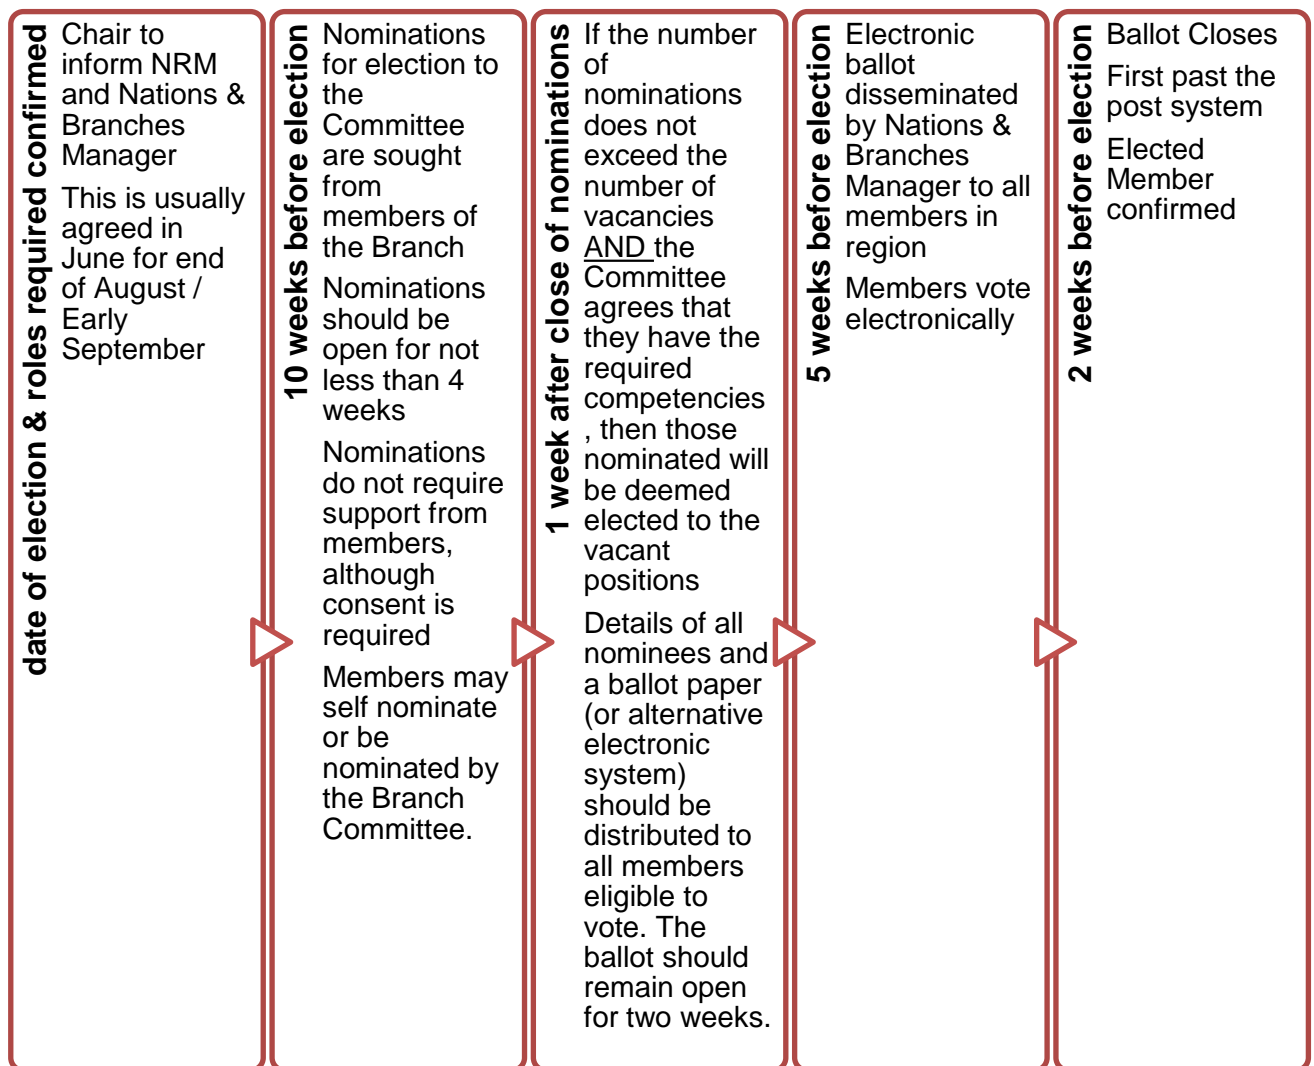 date of election & roles required confirmed
Chair to
inform NRM
and Nations &
Branches
Manager
This is usually
agreed in
June for end
of August /
Early
September
10 weeks before election
Nominations
for election to
the
Committee
are sought
from
members of
the Branch
Nominations
should be
open for not
less than 4
weeks
Nominations
do not require
support from
members,
although
consent is
required
Members may
self nominate
or be
nominated by
the Branch
Committee.
1 week after close of nominations
If the number
of
nominations
does not
exceed the
number of
vacancies
AND the
Committee
agrees that
they have the
required
competencies
, then those
nominated will
be deemed
elected to the
vacant
positions
Details of all
nominees and
a ballot paper
(or alternative
electronic
system)
should be
distributed to
all members
eligible to
vote. The
ballot should
remain open
for two weeks.
5 weeks before election
Electronic
ballot
disseminated
by Nations &
Branches
Manager to all
members in
region
Members vote
electronically
2 weeks before election
Ballot Closes
First past the
post system
Elected
Member
confirmed